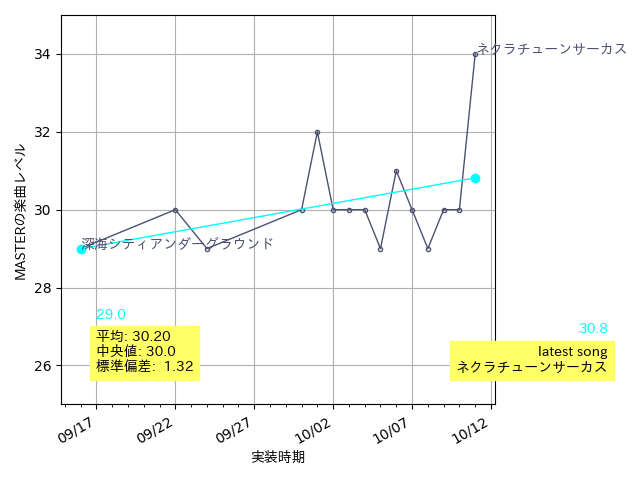 34
ネクラチューンサーカス
32
30
深海シティアンダーグラウンド
28
26
MASTERの楽曲レベル
29.0
平均: 30.20
中央値: 30.0
標準偏差:  1.32
30.8
latest song
ネクラチューンサーカス
09/17
09/22
09/27
10/02
10/07
10/12
実装時期